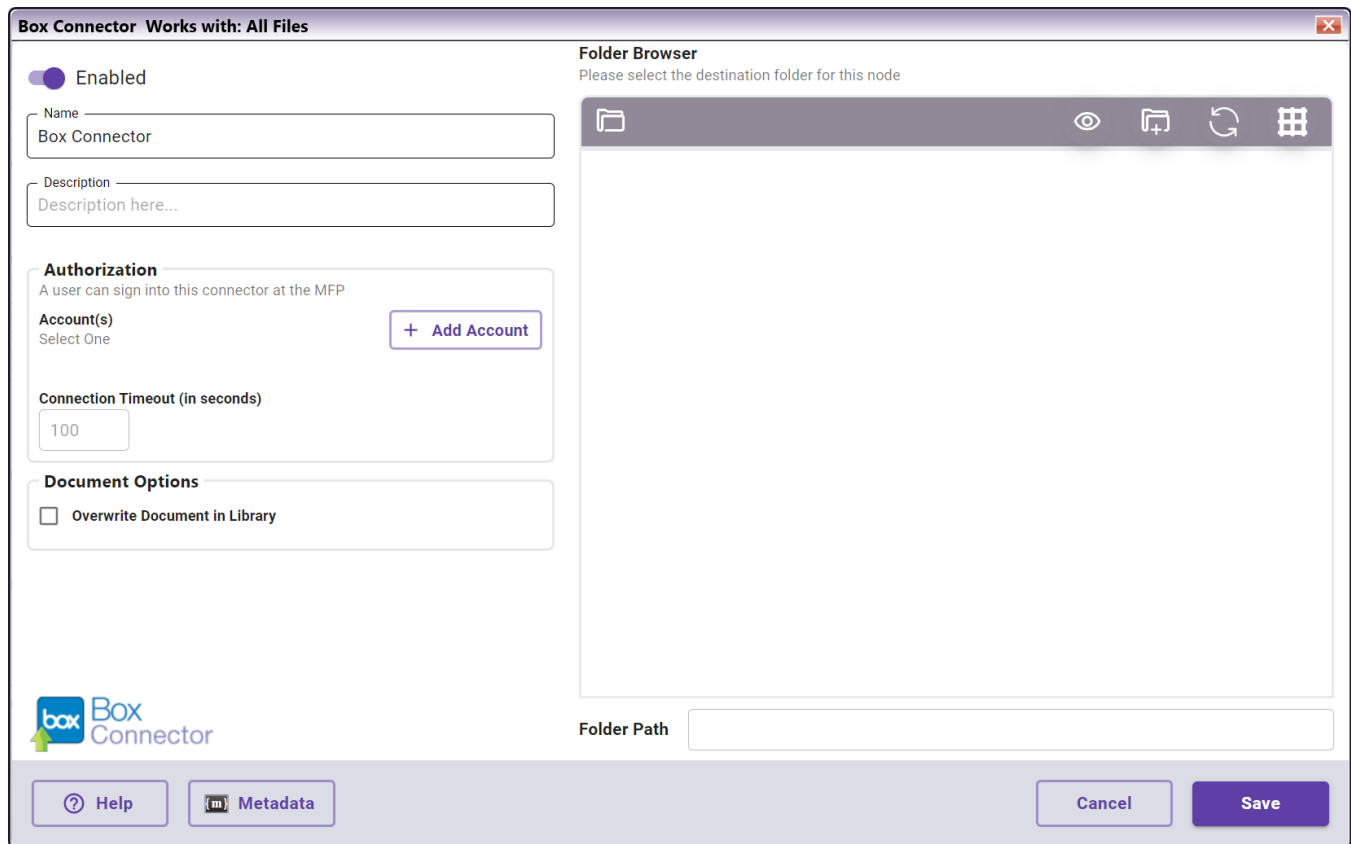 Box Connector Works with: All Files
Enabled
Name
Box Connector
Description
Description here...
Authorization
A user can sign into this connector at the MFP
Account(s)
Select One
+ Add Account
Connection Timeout (in seconds)
100
Document Options
Overwrite Document in Library
box Box
Connector
Folder Browser
Please select the destination folder for this node
Folder Path
? Help
{m} Metadata
Cancel
Save